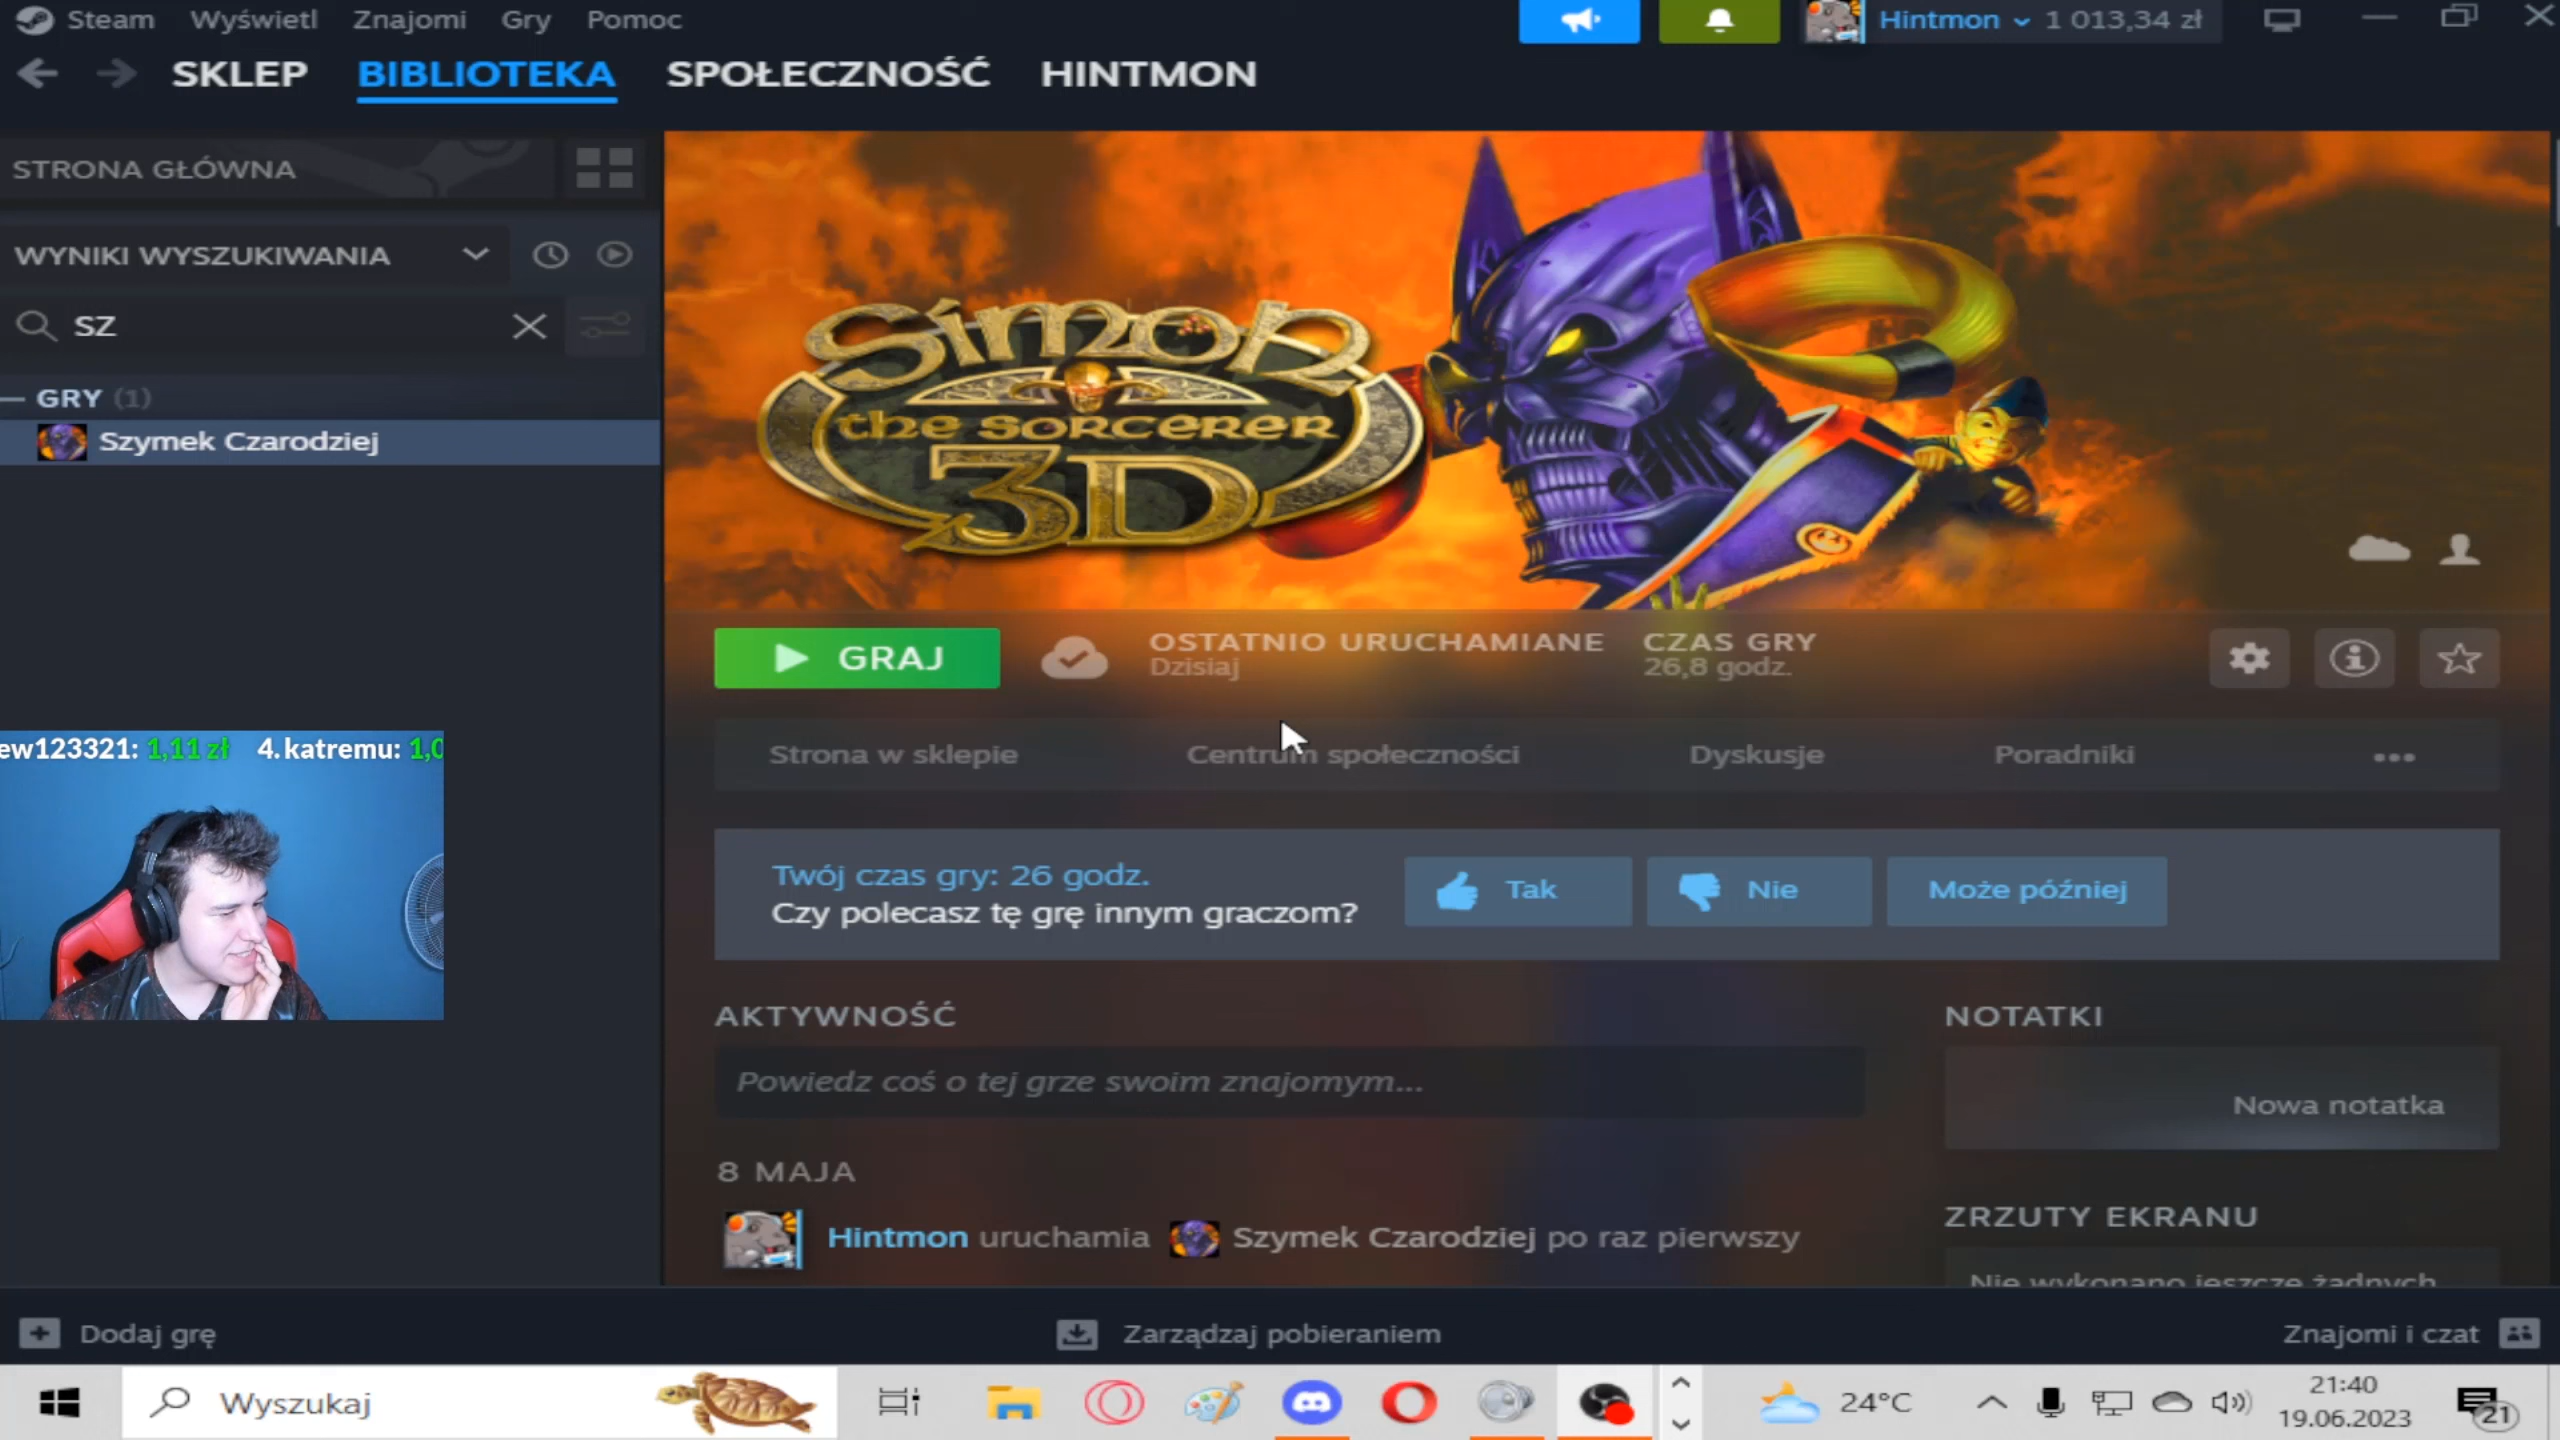 Steam Wyświetl Znajomi Gry Pomoc
Hintmon 1 013,34 zł
SKLEP BIBLIOTEKA SPOŁECZNOŚĆ HINTMON
STRONA GŁÓWNA
WYNIKI WYSZUKIWANIA
SZ
GRY (1)
Szymek Czarodziej
Simon
the SORCERER
3D
GRAJ
OSTATNIO URUCHAMIANE
Dzisiaj
CZAS GRY
26,8 godz.
Strona w sklepie Centrum społeczności Dyskusje Poradniki
ew123321: 1,11 zł 4. katremu:
Twój czas gry: 26 godz.
Czy polecasz tę grę innym graczom?
Tak Nie Może później
AKTYWNOŚĆ
Powiedz coś o tej grze swoim znajomym...
8 MAJA
Hintmon uruchamia Szymek Czarodziej po raz pierwszy
NOTATKI
Nowa notatka
ZRZUTY EKRANU
Nie wykonano jeszcze żadnych
Dodaj grę Zarządzaj pobieraniem Znajomi i czat
Wyszukaj
24°C
21:40
19.06.2023
21